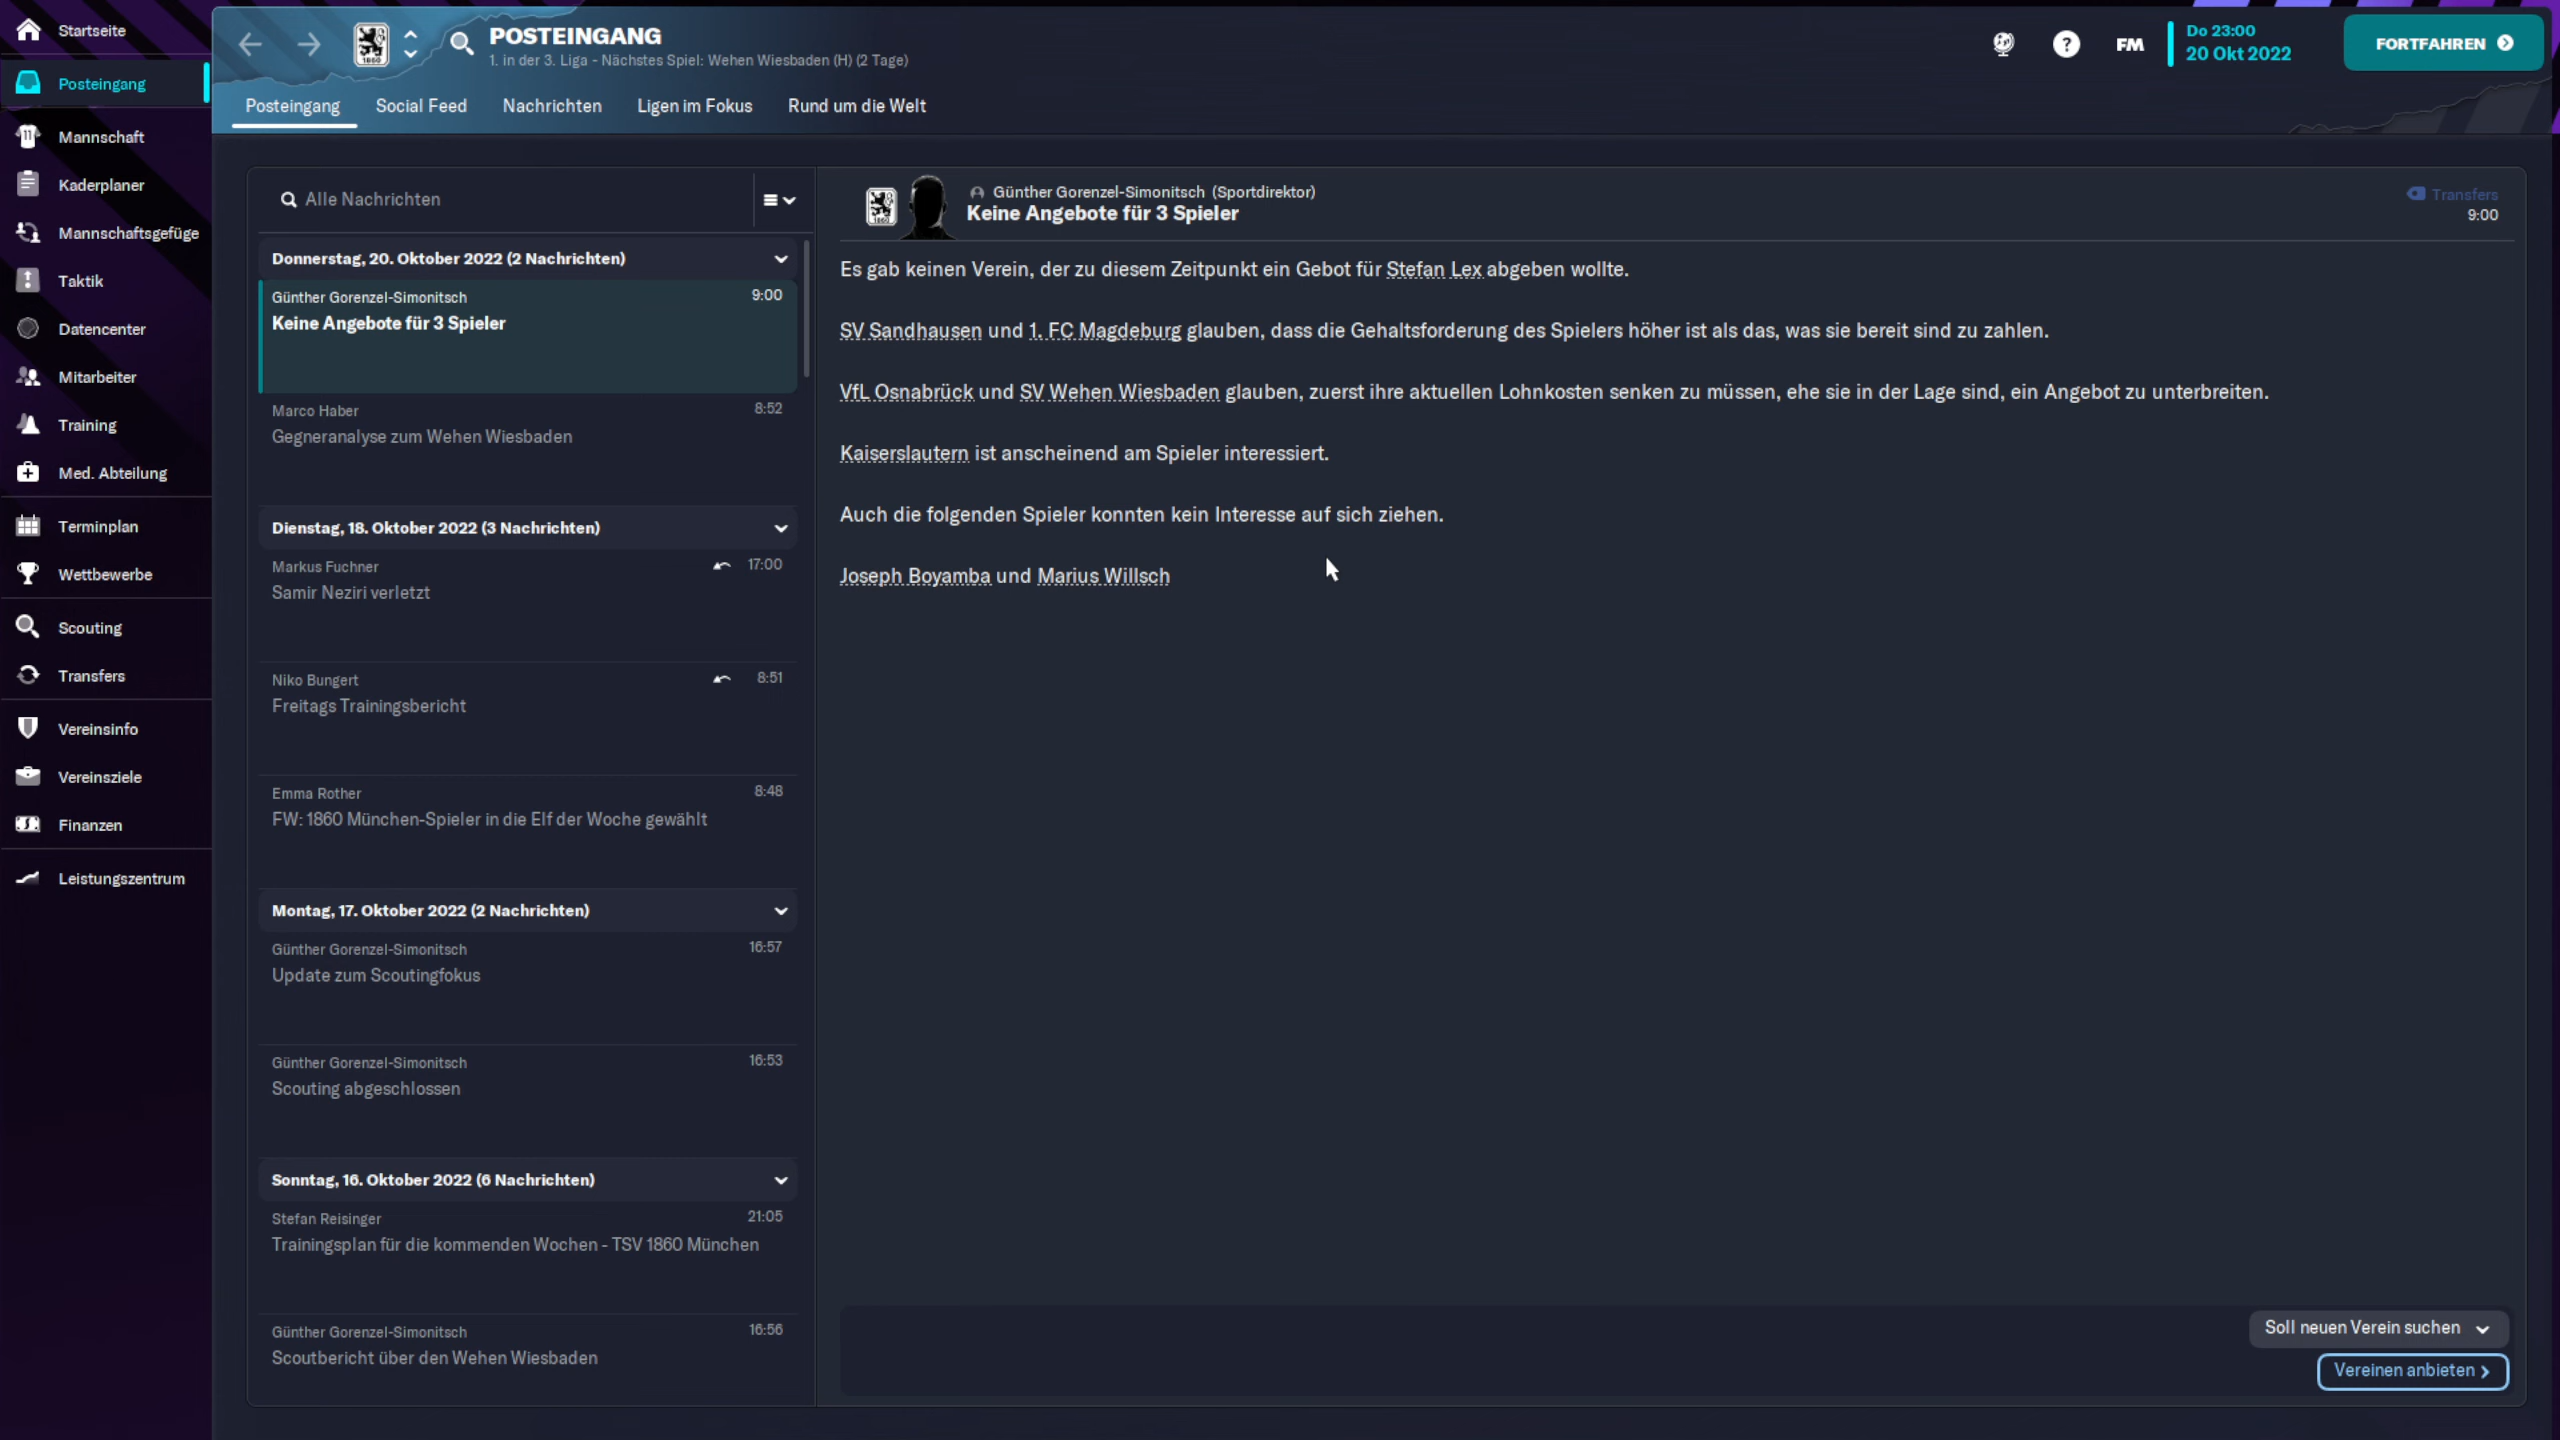 Startseite
Posteingang
Mannschaft
Kaderplaner
Mannschaftsgefüge
Taktik
Datencenter
Mitarbeiter
Training
Med. Abteilung
Terminplan
Wettbewerbe
Scouting
Transfers
Vereinsinfo
Vereinsziele
Finanzen
Leistungszentrum
POSTEINGANG
1. in der 3. Liga - Nächstes Spiel: Wehen Wiesbaden (H) (2 Tage)
FM
Do 23:00
20 Okt 2022
FORTFAHREN
Posteingang Social Feed Nachrichten Ligen im Fokus Rund um die Welt
Alle Nachrichten
Donnerstag, 20. Oktober 2022 (2 Nachrichten)
Günther Gorenzel-Simonitsch 9:00
Keine Angebote für 3 Spieler
Marco Haber 8:52
Gegneranalyse zum Wehen Wiesbaden
Dienstag, 18. Oktober 2022 (3 Nachrichten)
Markus Fuchner 17:00
Samir Neziri verletzt
Niko Bungert 8:51
Freitags Trainingsbericht
Emma Rother 8:48
FW: 1860 München-Spieler in die Elf der Woche gewählt
Montag, 17. Oktober 2022 (2 Nachrichten)
Günther Gorenzel-Simonitsch 16:57
Update zum Scoutingfokus
Günther Gorenzel-Simonitsch 16:53
Scouting abgeschlossen
Sonntag, 16. Oktober 2022 (6 Nachrichten)
Stefan Reisinger 21:05
Trainingsplan für die kommenden Wochen - TSV 1860 München
Günther Gorenzel-Simonitsch 16:56
Scoutbericht über den Wehen Wiesbaden
Günther Gorenzel-Simonitsch (Sportdirektor)
Keine Angebote für 3 Spieler
Transfers
9:00
Es gab keinen Verein, der zu diesem Zeitpunkt ein Gebot für Stefan Lex abgeben wollte.
SV Sandhausen und 1. FC Magdeburg glauben, dass die Gehaltsforderung des Spielers höher ist als das, was sie bereit sind zu zahlen.
VfL Osnabrück und SV Wehen Wiesbaden glauben, zuerst ihre aktuellen Lohnkosten senken zu müssen, ehe sie in der Lage sind, ein Angebot zu unterbreiten.
Kaiserslautern ist anscheinend am Spieler interessiert.
Auch die folgenden Spieler konnten kein Interesse auf sich ziehen.
Joseph Boyamba und Marius Willsch
Soll neuen Verein suchen
Vereinen anbieten